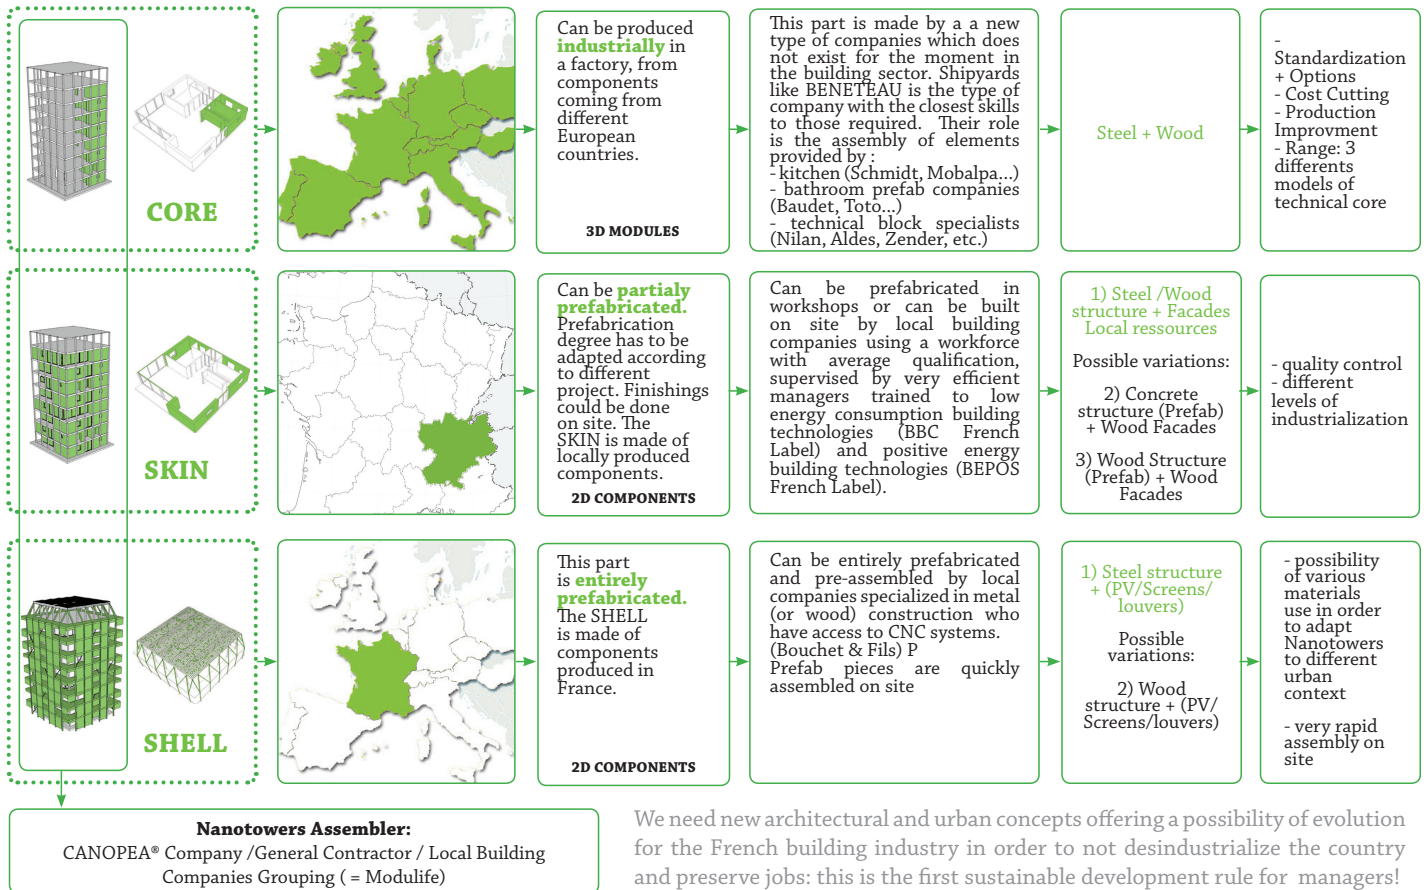 CORE
Can be produced
industrially in
a factory, from
components
coming from
different
European
countries.
3D MODULES
This part is made by a a new
type of companies which does
not exist for the moment in
the building sector. Shipyards
like BENETEAU is the type of
company with the closest skills
to those required. Their role
is the assembly of elements
provided by :
- kitchen (Schmidt, Mobalpa...)
- bathroom prefab companies
(Baudet, Toto...)
- technical block specialists
(Nilan, Aldes, Zender, etc.)
Steel + Wood
-
Standardization
+ Options
- Cost Cutting
- Production
Improvment
- Range: 3
differents
models of
technical core
SKIN
Can be partialy
prefabricated.
Prefabrication
degree has to be
adapted according
to different
project. Finishings
could be done
on site. The
SKIN is made of
locally produced
components.
2D COMPONENTS
Can be prefabricated in
workshops or can be built
on site by local building
companies using a workforce
with average qualification,
supervised by very efficient
managers trained to low
energy consumption building
technologies (BBC French
Label) and positive energy
building technologies (BEPOS
French Label).
1) Steel /Wood
structure + Facades
Local ressources
Possible variations:
2) Concrete
structure (Prefab)
+ Wood Facades
3) Wood Structure
(Prefab) + Wood
Facades
- quality control
- different
levels of
industrialization
SHELL
This part
is entirely
prefabricated.
The SHELL
is made of
components
produced in
France.
2D COMPONENTS
Can be entirely prefabricated
and pre-assembled by local
companies specialized in metal
(or wood) construction who
have access to CNC systems.
(Bouchet & Fils) P
Prefab pieces are quickly
assembled on site
1) Steel structure
+ (PV/Screens/
louvers)
Possible
variations:
2) Wood
structure + (PV/
Screens/louvers)
- possibility
of various
materials
use in order
to adapt
Nanotowers
to different
urban
context
- very rapid
assembly on
site
Nanotowers Assembler:
CANOPEA® Company /General Contractor / Local Building
Companies Grouping ( = Modulife)
We need new architectural and urban concepts offering a possibility of evolution
for the French building industry in order to not desindustrialize the country
and preserve jobs: this is the first sustainable development rule for managers!